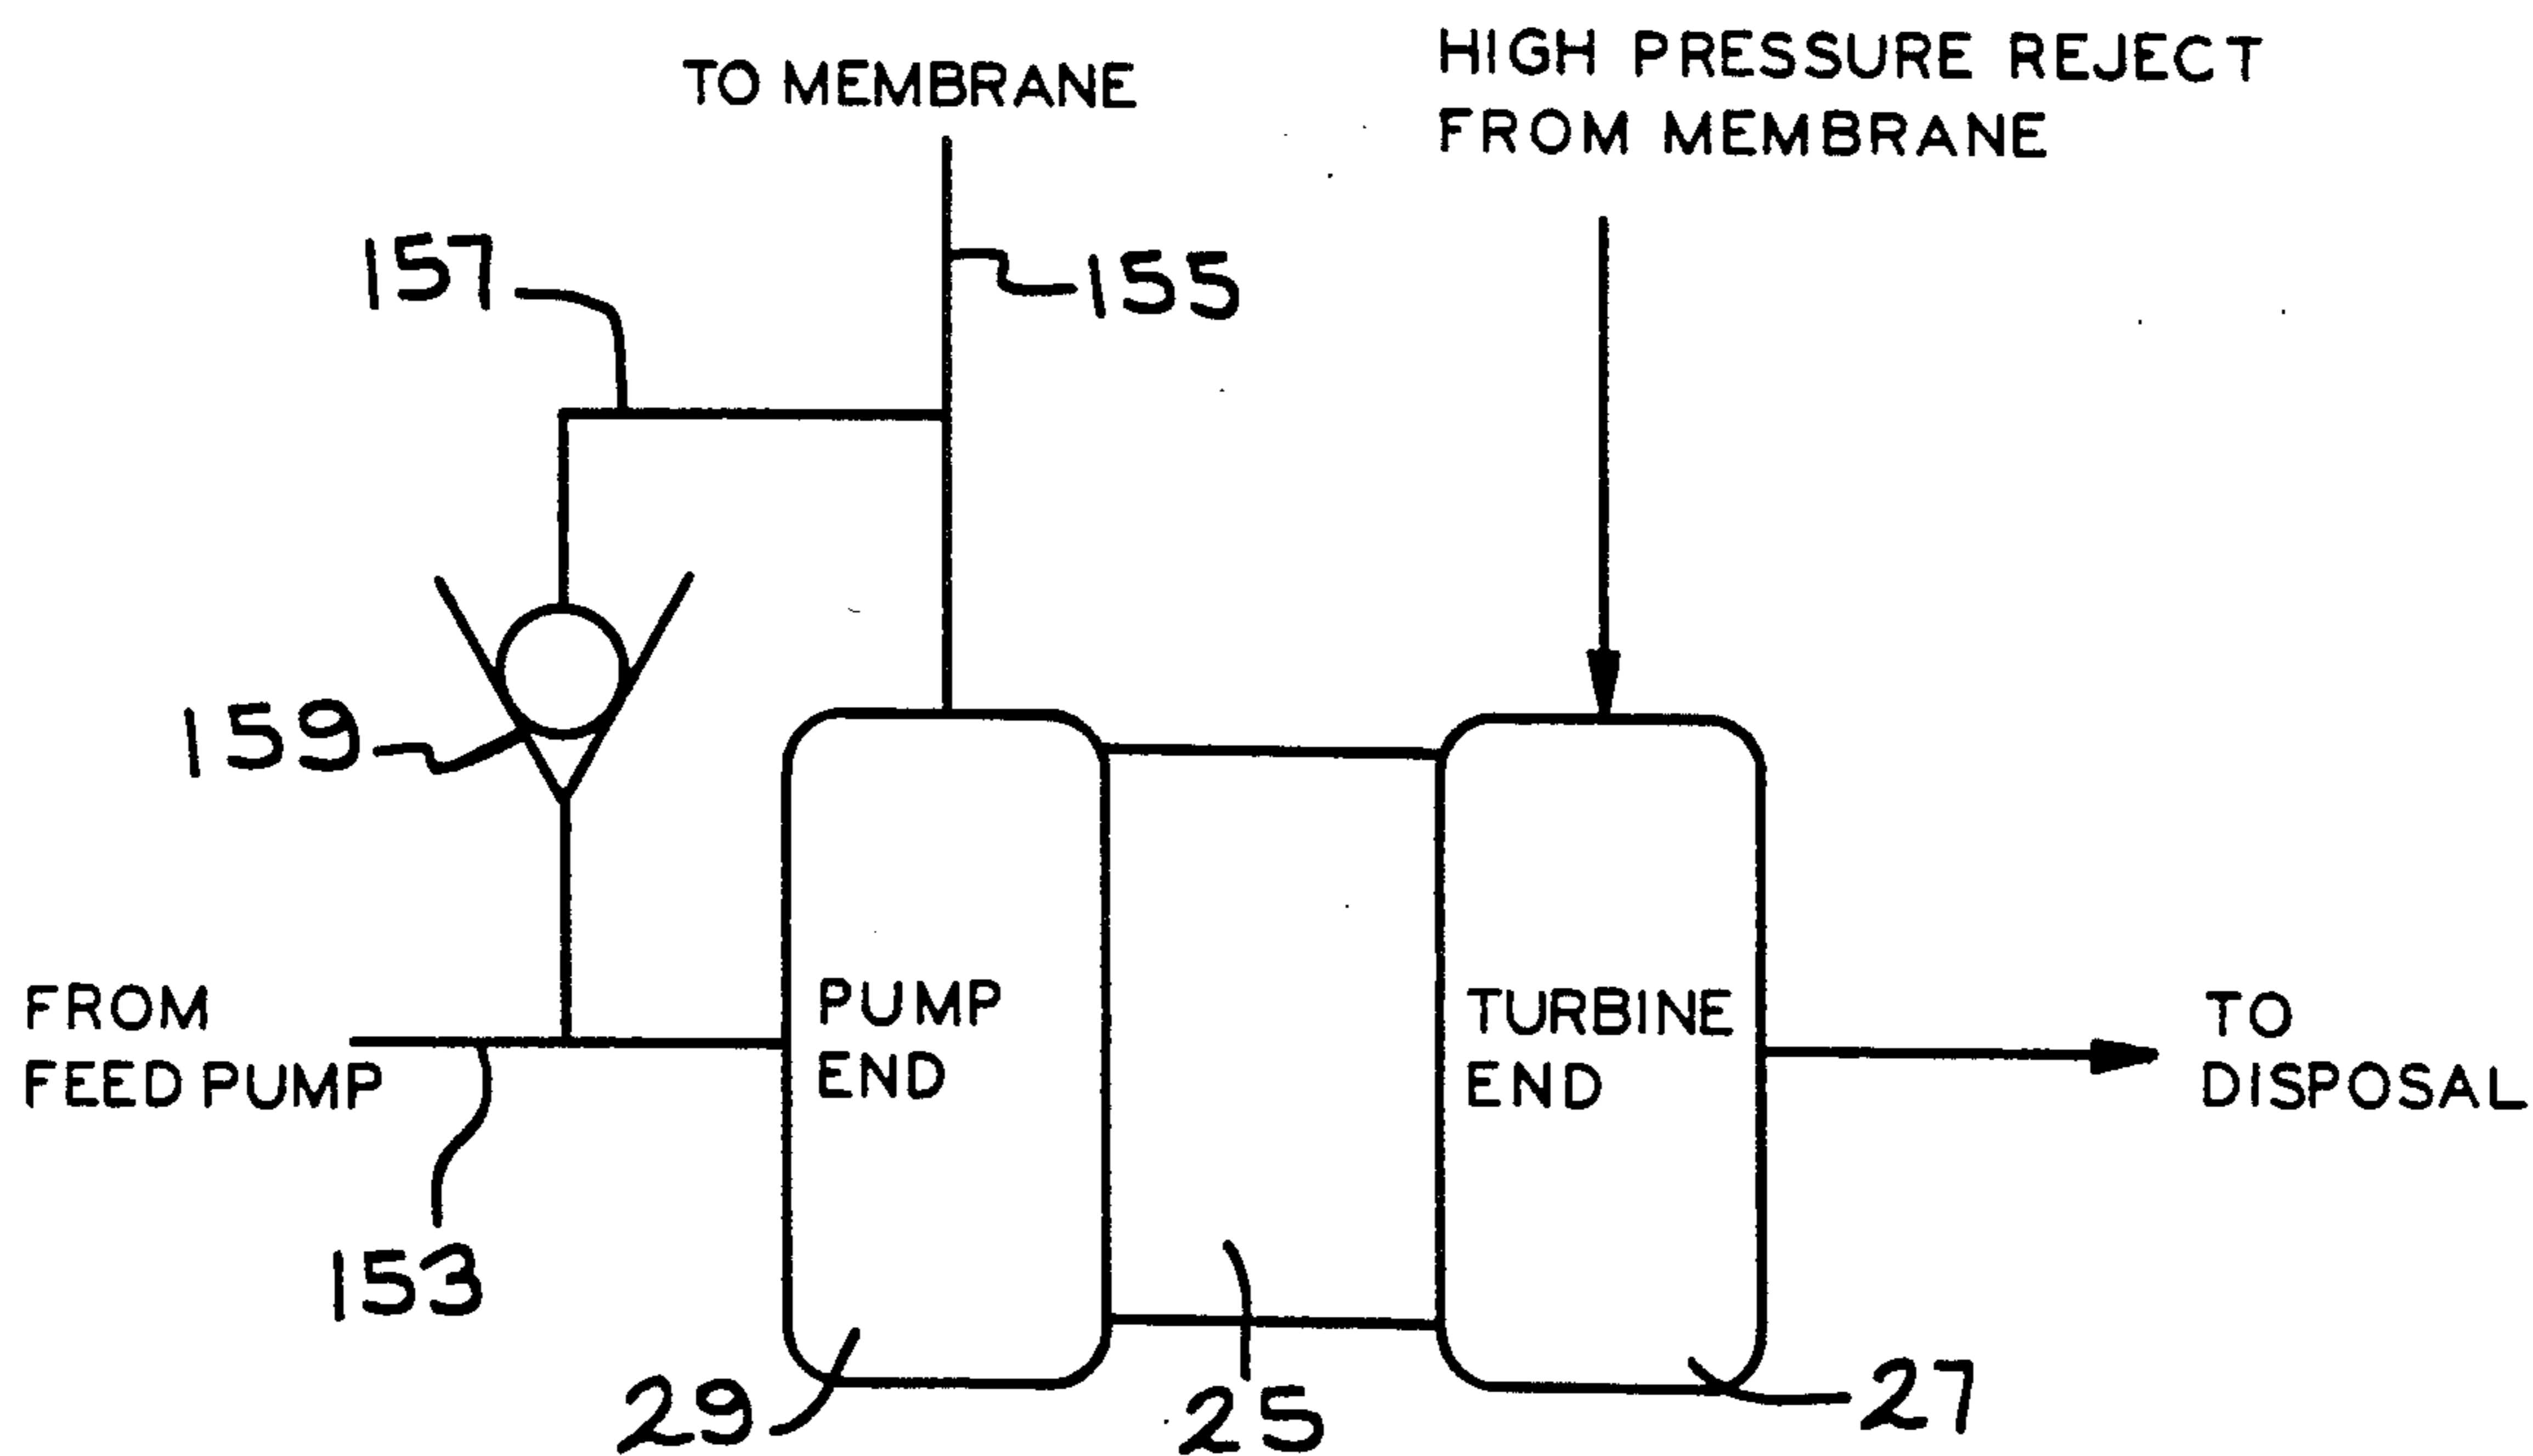 TO MEMBRANE
HIGH PRESSURE REJECT
FROM MEMBRANE
157
155
159
FROM
FEED PUMP
PUMP
END
TURBINE
END
TO
DISPOSAL
153
29
25
27